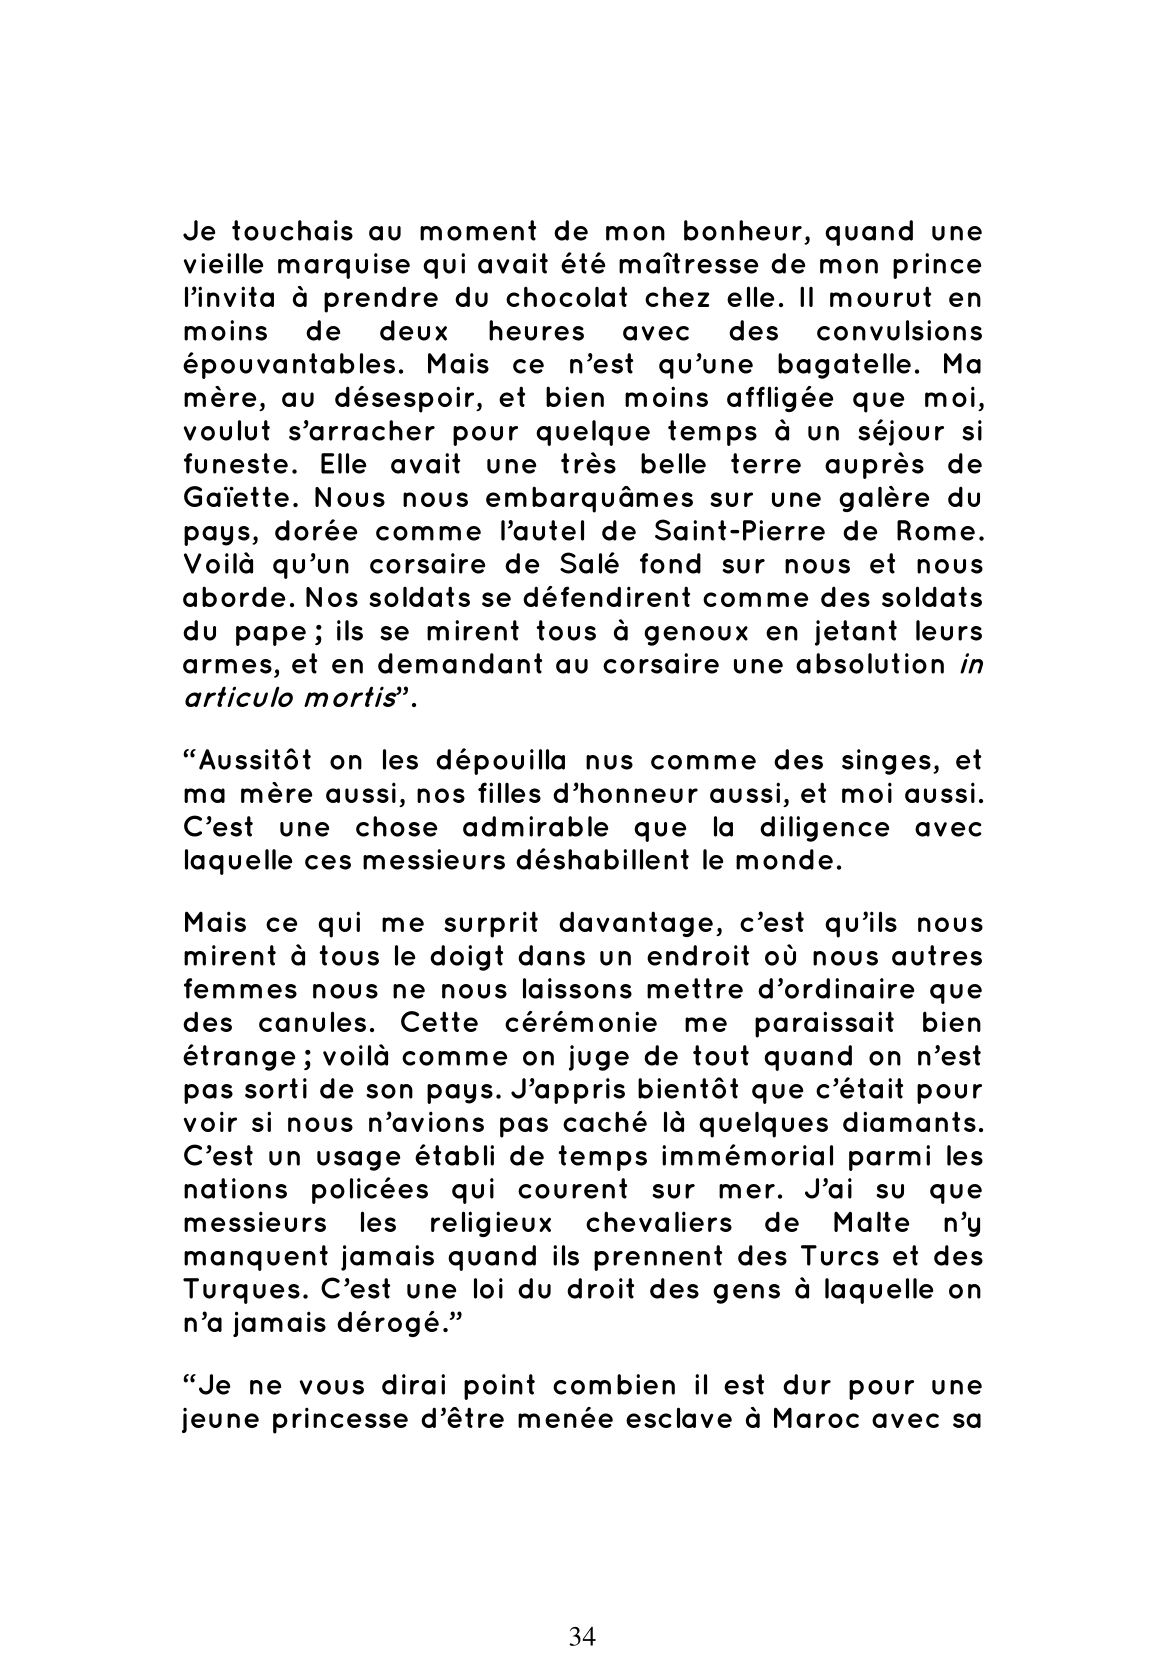 Je touchais au moment de mon bonheur, quand une
vieille marquise qui avait été maîtresse de mon prince
l’invita à prendre du chocolat chez elle. Il mourut en
moins de deux heures avec des convulsions
épouvantables. Mais ce n’est qu’une bagatelle. Ma
mère, au désespoir, et bien moins affligée que moi,
voulut s’arracher pour quelque temps à un séjour si
funeste. Elle avait une très belle terre auprès de
Gaïette. Nous nous embarquâmes sur une galère du
pays, dorée comme l’autel de Saint-Pierre de Rome.
Voilà qu’un corsaire de Salé fond sur nous et nous
aborde. Nos soldats se défendirent comme des soldats
du pape ; ils se mirent tous à genoux en jetant leurs
armes, et en demandant au corsaire une absolution in
articulo mortis”.
“Aussitôt on les dépouilla nus comme des singes, et
ma mère aussi, nos filles d’honneur aussi, et moi aussi.
C’est une chose admirable que la diligence avec
laquelle ces messieurs déshabillent le monde.
Mais ce qui me surprit davantage, c’est qu’ils nous
mirent à tous le doigt dans un endroit où nous autres
femmes nous ne nous laissons mettre d’ordinaire que
des canules. Cette cérémonie me paraissait bien
étrange ; voilà comme on juge de tout quand on n’est
pas sorti de son pays. J’appris bientôt que c’était pour
voir si nous n’avions pas caché là quelques diamants.
C’est un usage établi de temps immémorial parmi les
nations policées qui courent sur mer. J’ai su que
messieurs les religieux chevaliers de Malte n’y
manquent jamais quand ils prennent des Turcs et des
Turques. C’est une loi du droit des gens à laquelle on
n’a jamais dérogé.”
“Je ne vous dirai point combien il est dur pour une
jeune princesse d’être menée esclave à Maroc avec sa
34